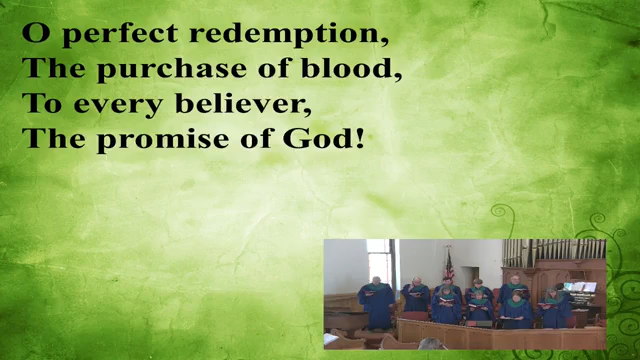 O perfect redemption,
The purchase of blood,
To every believer,
The promise of God!